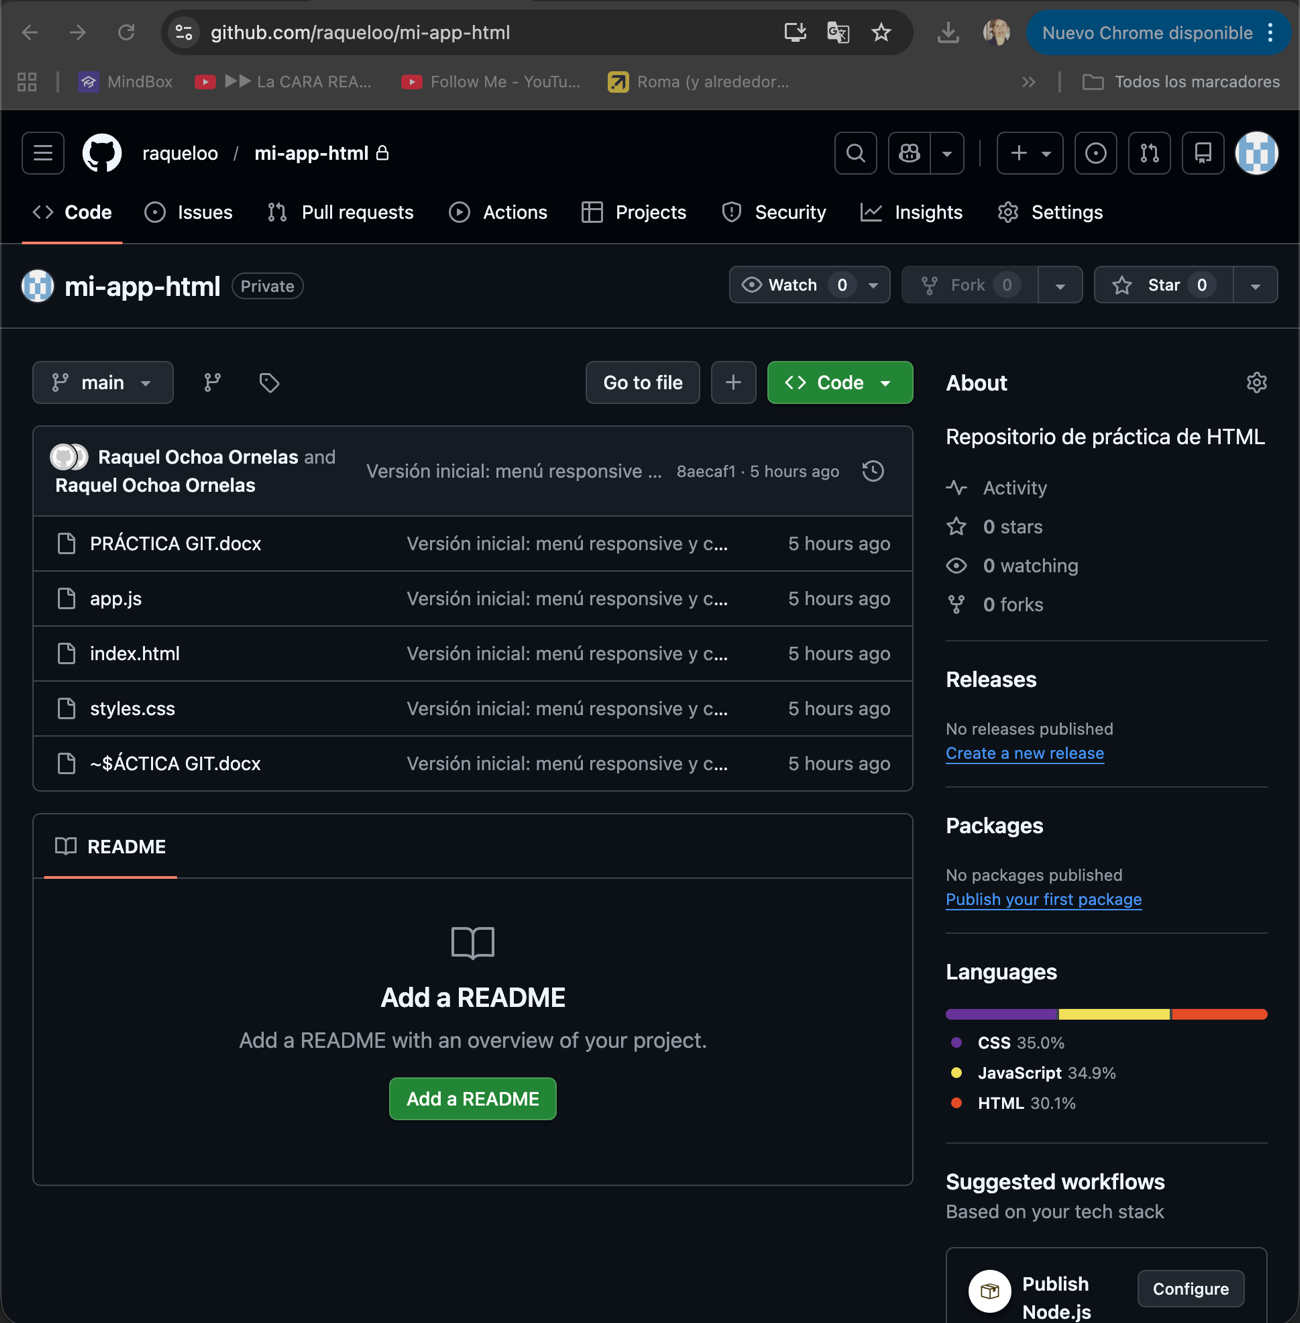 github.com/raqueloo/mi-app-html
Nuevo Chrome disponible
MindBox
▶▶ La CARA REA...
Follow Me - YouTu...
Roma (y alrededor...
»
Todos los marcadores
raqueloo / mi-app-html
Code
Issues
Pull requests
Actions
Projects
Security
Insights
Settings
mi-app-html Private
Watch 0
Fork 0
Star 0
main
Go to file
Code
Raquel Ochoa Ornelas and
Raquel Ochoa Ornelas
Versión inicial: menú responsive ... 8aecaf1 · 5 hours ago
PRÁCTICA GIT.docx Versión inicial: menú responsive y c... 5 hours ago
app.js Versión inicial: menú responsive y c... 5 hours ago
index.html Versión inicial: menú responsive y c... 5 hours ago
styles.css Versión inicial: menú responsive y c... 5 hours ago
~$ÁCTICA GIT.docx Versión inicial: menú responsive y c... 5 hours ago
README
Add a README
Add a README with an overview of your project.
Add a README
About
Repositorio de práctica de HTML
Activity
0 stars
0 watching
0 forks
Releases
No releases published
Create a new release
Packages
No packages published
Publish your first package
Languages
CSS 35.0%
JavaScript 34.9%
HTML 30.1%
Suggested workflows
Based on your tech stack
Publish
Node.js
Configure